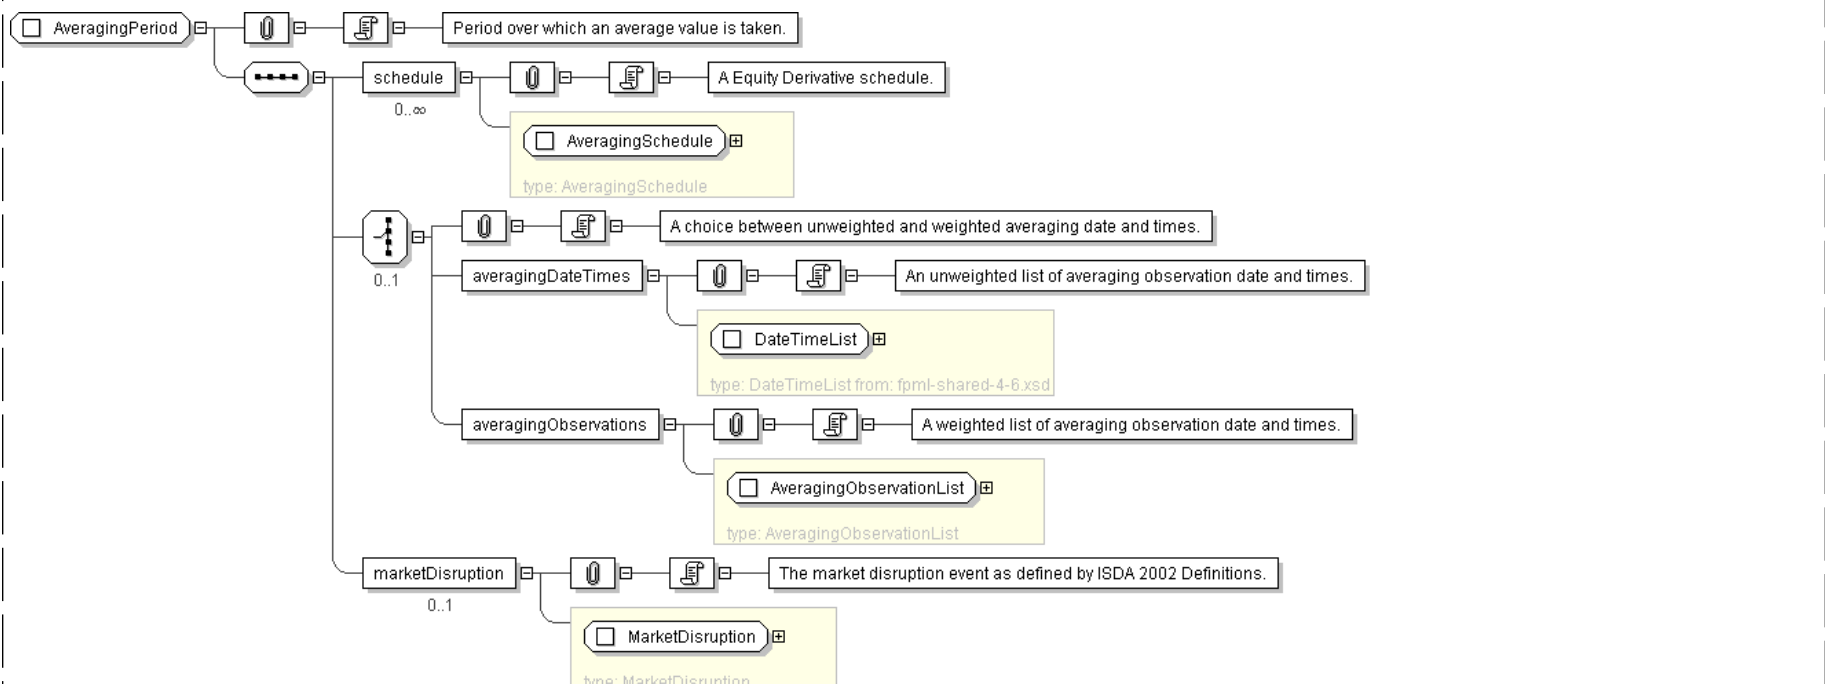 AveragingPeriod
Period over which an average value is taken.
schedule
A Equity Derivative schedule.
0..∞
AveragingSchedule
type: AveragingSchedule
A choice between unweighted and weighted averaging date and times.
0..1
averagingDateTimes
An unweighted list of averaging observation date and times.
DateTimeList
type: DateTimeList from: fpml-shared-4-6.xsd
averagingObservations
A weighted list of averaging observation date and times.
AveragingObservationList
type: AveragingObservationList
marketDisruption
The market disruption event as defined by ISDA 2002 Definitions.
0..1
MarketDisruption
type: MarketDisruption